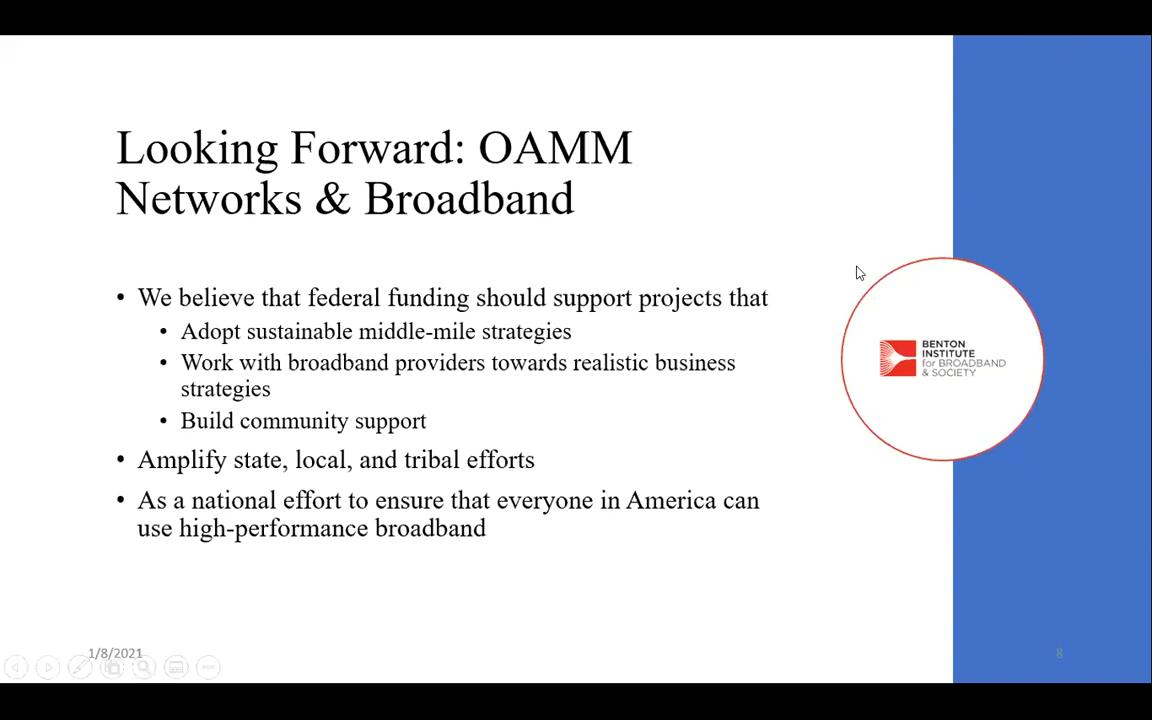 Looking Forward: OAMM
Networks & Broadband
• We believe that federal funding should support projects that
• Adopt sustainable middle-mile strategies
• Work with broadband providers towards realistic business
strategies
• Build community support
• Amplify state, local, and tribal efforts
• As a national effort to ensure that everyone in America can
use high-performance broadband
BENTON
INSTITUTE
for BROADBAND
& SOCIETY
1/8/2021
8